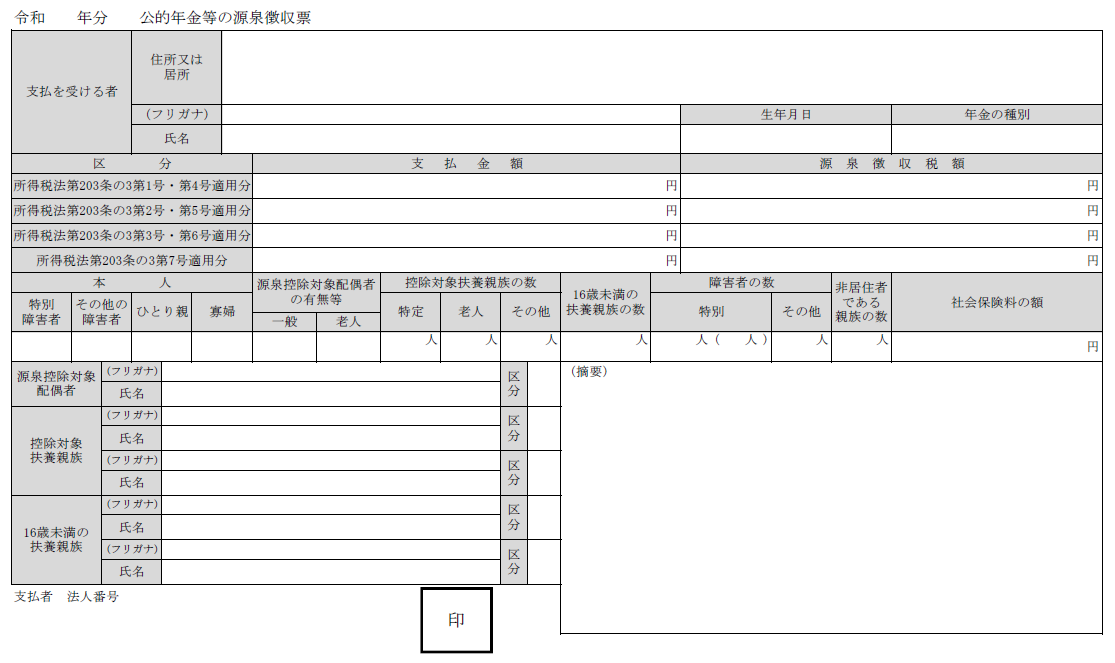 令和　　年分　　公的年金等の源泉徴収票
支払を受ける者
住所又は
居所
(フリガナ)
生年月日
年金の種別
氏名
区　　　　分
支　払　金　額
源　泉　徴　収　税　額
所得税法第203条の3第1号・第4号適用分
円
円
所得税法第203条の3第2号・第5号適用分
円
円
所得税法第203条の3第3号・第6号適用分
円
円
所得税法第203条の3第7号適用分
円
円
本　　　　人
源泉控除対象配偶者
の有無等
控除対象扶養親族の数
16歳未満の
扶養親族の数
障害者の数
非居住者
である
親族の数
社会保険料の額
特別
障害者
その他の
障害者
ひとり親
寡婦
一般
老人
特定
老人
その他
特別
その他
人
人
人
人
人（　　人）
人
人
円
源泉控除対象
配偶者
(フリガナ)
氏名
区
分
（摘要）
控除対象
扶養親族
(フリガナ)
氏名
区
分
(フリガナ)
氏名
区
分
16歳未満の
扶養親族
(フリガナ)
氏名
区
分
(フリガナ)
氏名
区
分
支払者　法人番号
印